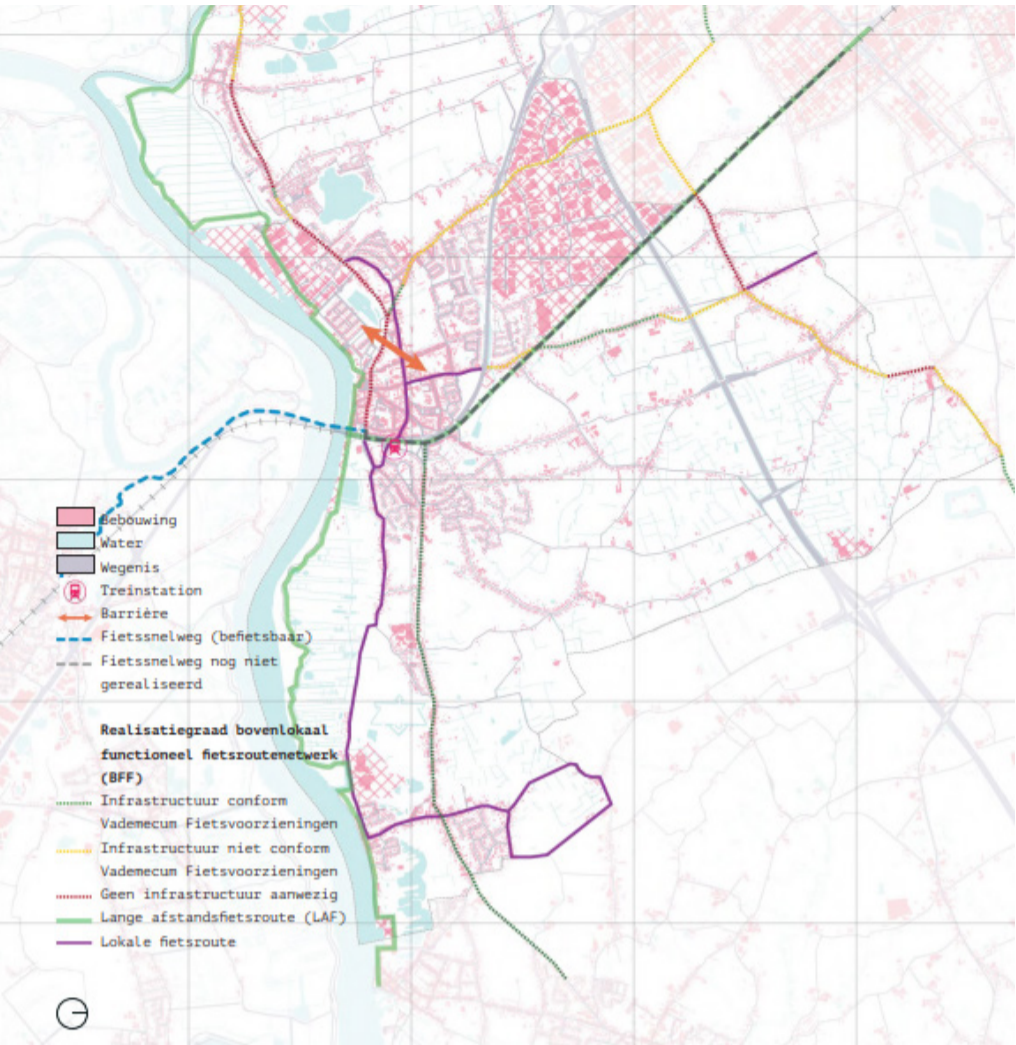 Bebouwing
Water
Wegenis
Treinstation
Barrière
Fietssnelweg (befietsbaar)
Fietssnelweg nog niet
gerealiseerd
Realisatiegraad bovenlokaal
functioneel fietsroutenetwerk
(BFF)
Infrastructuur conform
Vademecum Fietsvoorzieningen
Infrastructuur niet conform
Vademecum Fietsvoorzieningen
Geen infrastructuur aanwezig
Lange afstandsfietsroute (LAF)
Lokale fietsroute